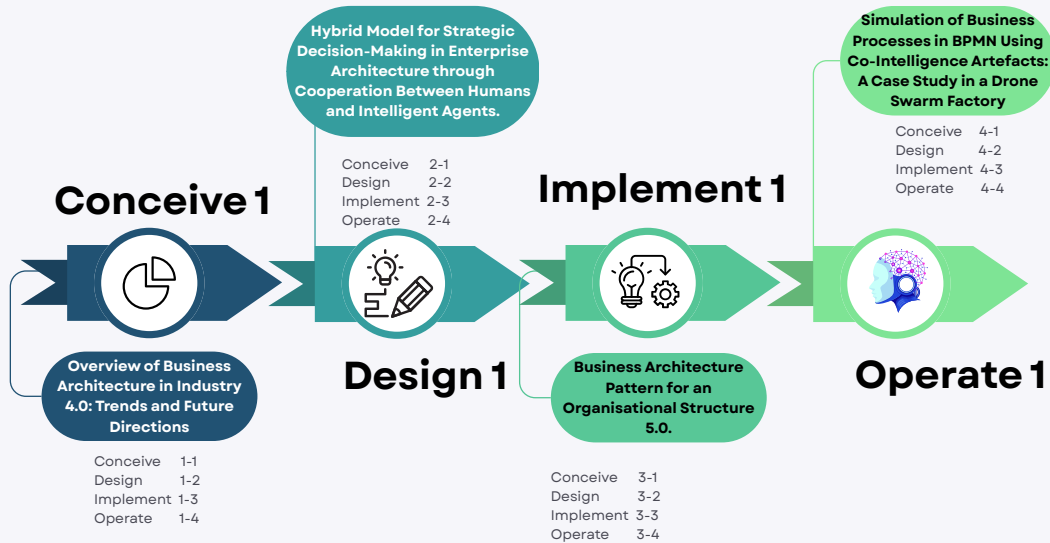 Conceive 1
Overview of Business
Architecture in Industry
4.0: Trends and Future
Directions
Conceive 1-1
Design 1-2
Implement 1-3
Operate 1-4
Hybrid Model for Strategic
Decision-Making in Enterprise
Architecture through
Cooperation Between Humans
and Intelligent Agents.
Conceive 2-1
Design 2-2
Implement 2-3
Operate 2-4
Design 1
Implement 1
Business Architecture
Pattern for an
Organisational Structure
5.0.
Conceive 3-1
Design 3-2
Implement 3-3
Operate 3-4
Simulation of Business
Processes in BPMN Using
Co-Intelligence Artefacts:
A Case Study in a Drone
Swarm Factory
Conceive 4-1
Design 4-2
Implement 4-3
Operate 4-4
Operate 1